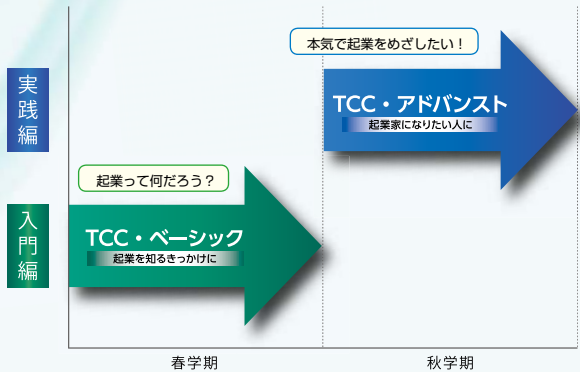 本気で起業をめざしたい！
実践編
TCC・アドバンスト
起業家になりたい人に
起業って何だろう？
入門編
TCC・ベーシック
起業を知るきっかけに
春学期
秋学期